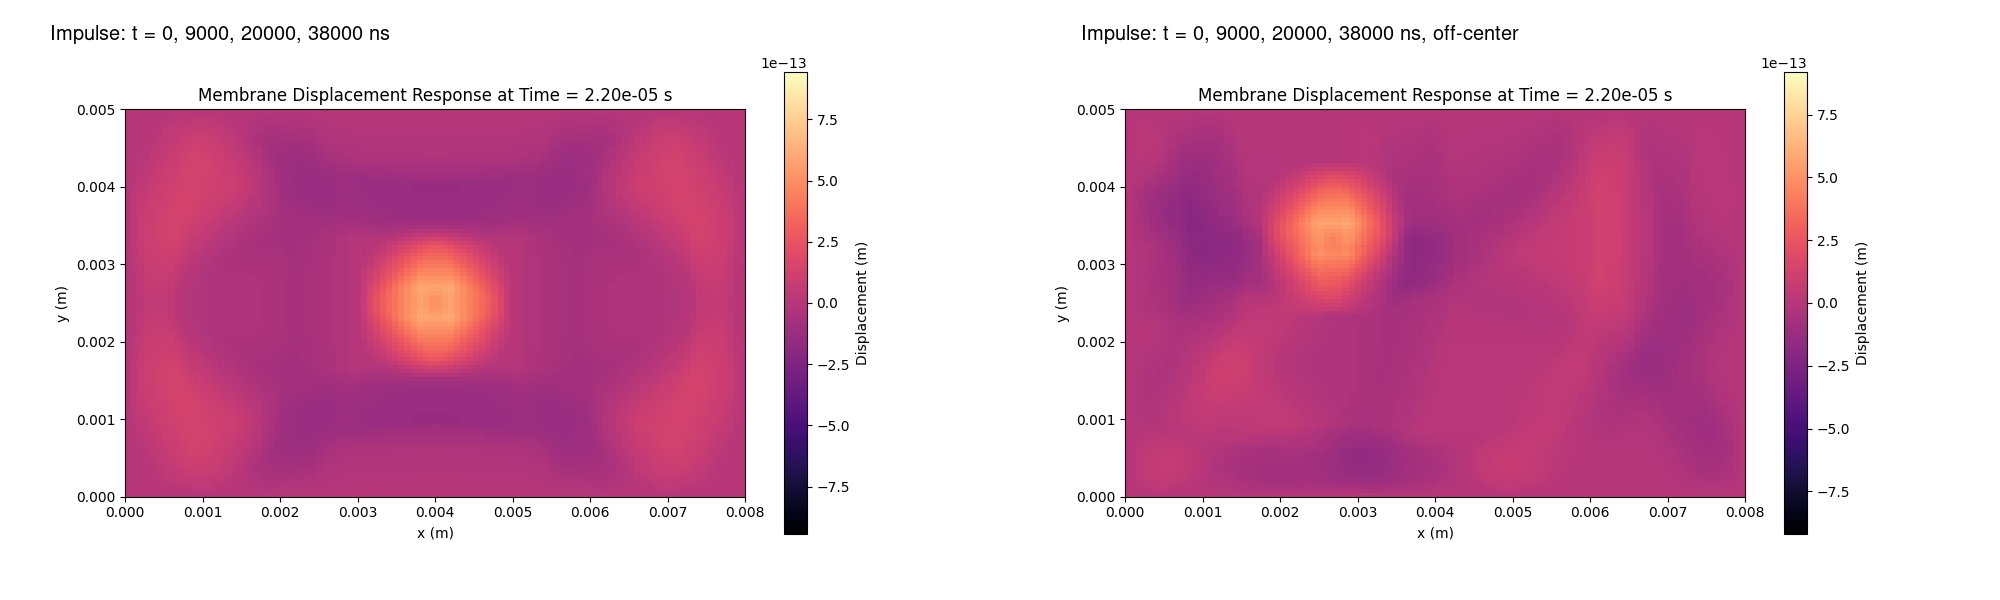 Impulse: t = 0, 9000, 20000, 38000 ns
1e−13
Membrane Displacement Response at Time = 2.20e-05 s
0.005
0.004
0.003
0.002
0.001
0.000
y (m)
0.000 0.001 0.002 0.003 0.004 0.005 0.006 0.007 0.008
x (m)
7.5
5.0
2.5
0.0
−2.5
−5.0
−7.5
Displacement (m)
Impulse: t = 0, 9000, 20000, 38000 ns, off-center
1e−13
Membrane Displacement Response at Time = 2.20e-05 s
0.005
0.004
0.003
0.002
0.001
0.000
y (m)
0.000 0.001 0.002 0.003 0.004 0.005 0.006 0.007 0.008
x (m)
7.5
5.0
2.5
0.0
−2.5
−5.0
−7.5
Displacement (m)